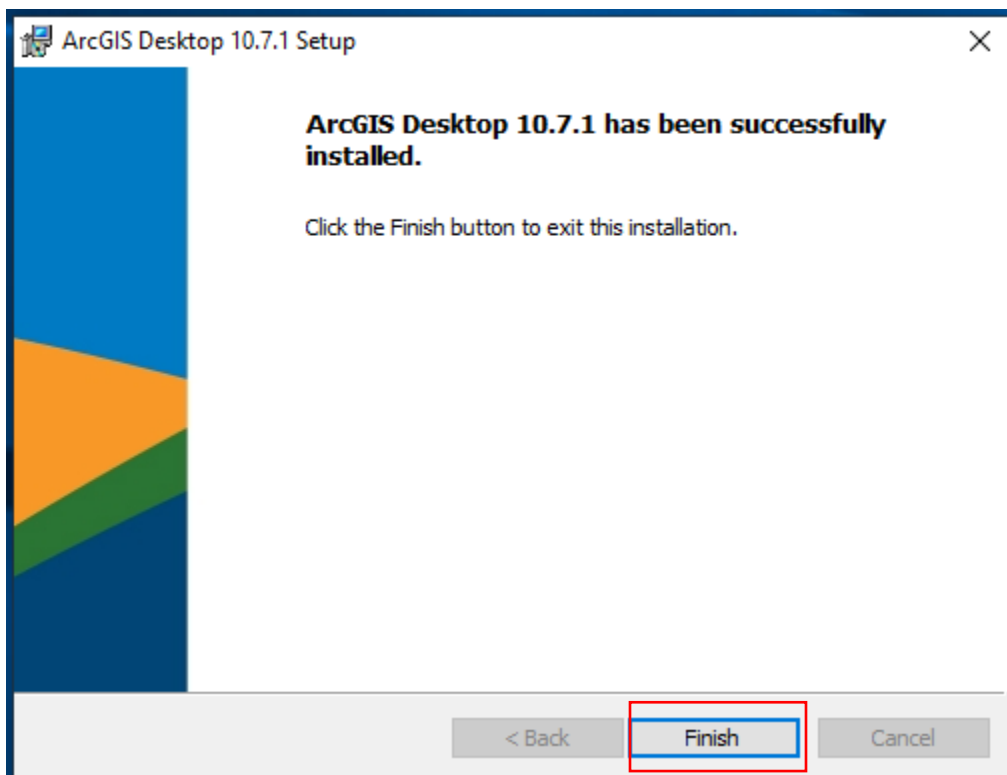 ArcGIS Desktop 10.7.1 Setup
ArcGIS Desktop 10.7.1 has been successfully
installed.
Click the Finish button to exit this installation.
< Back
Finish
Cancel